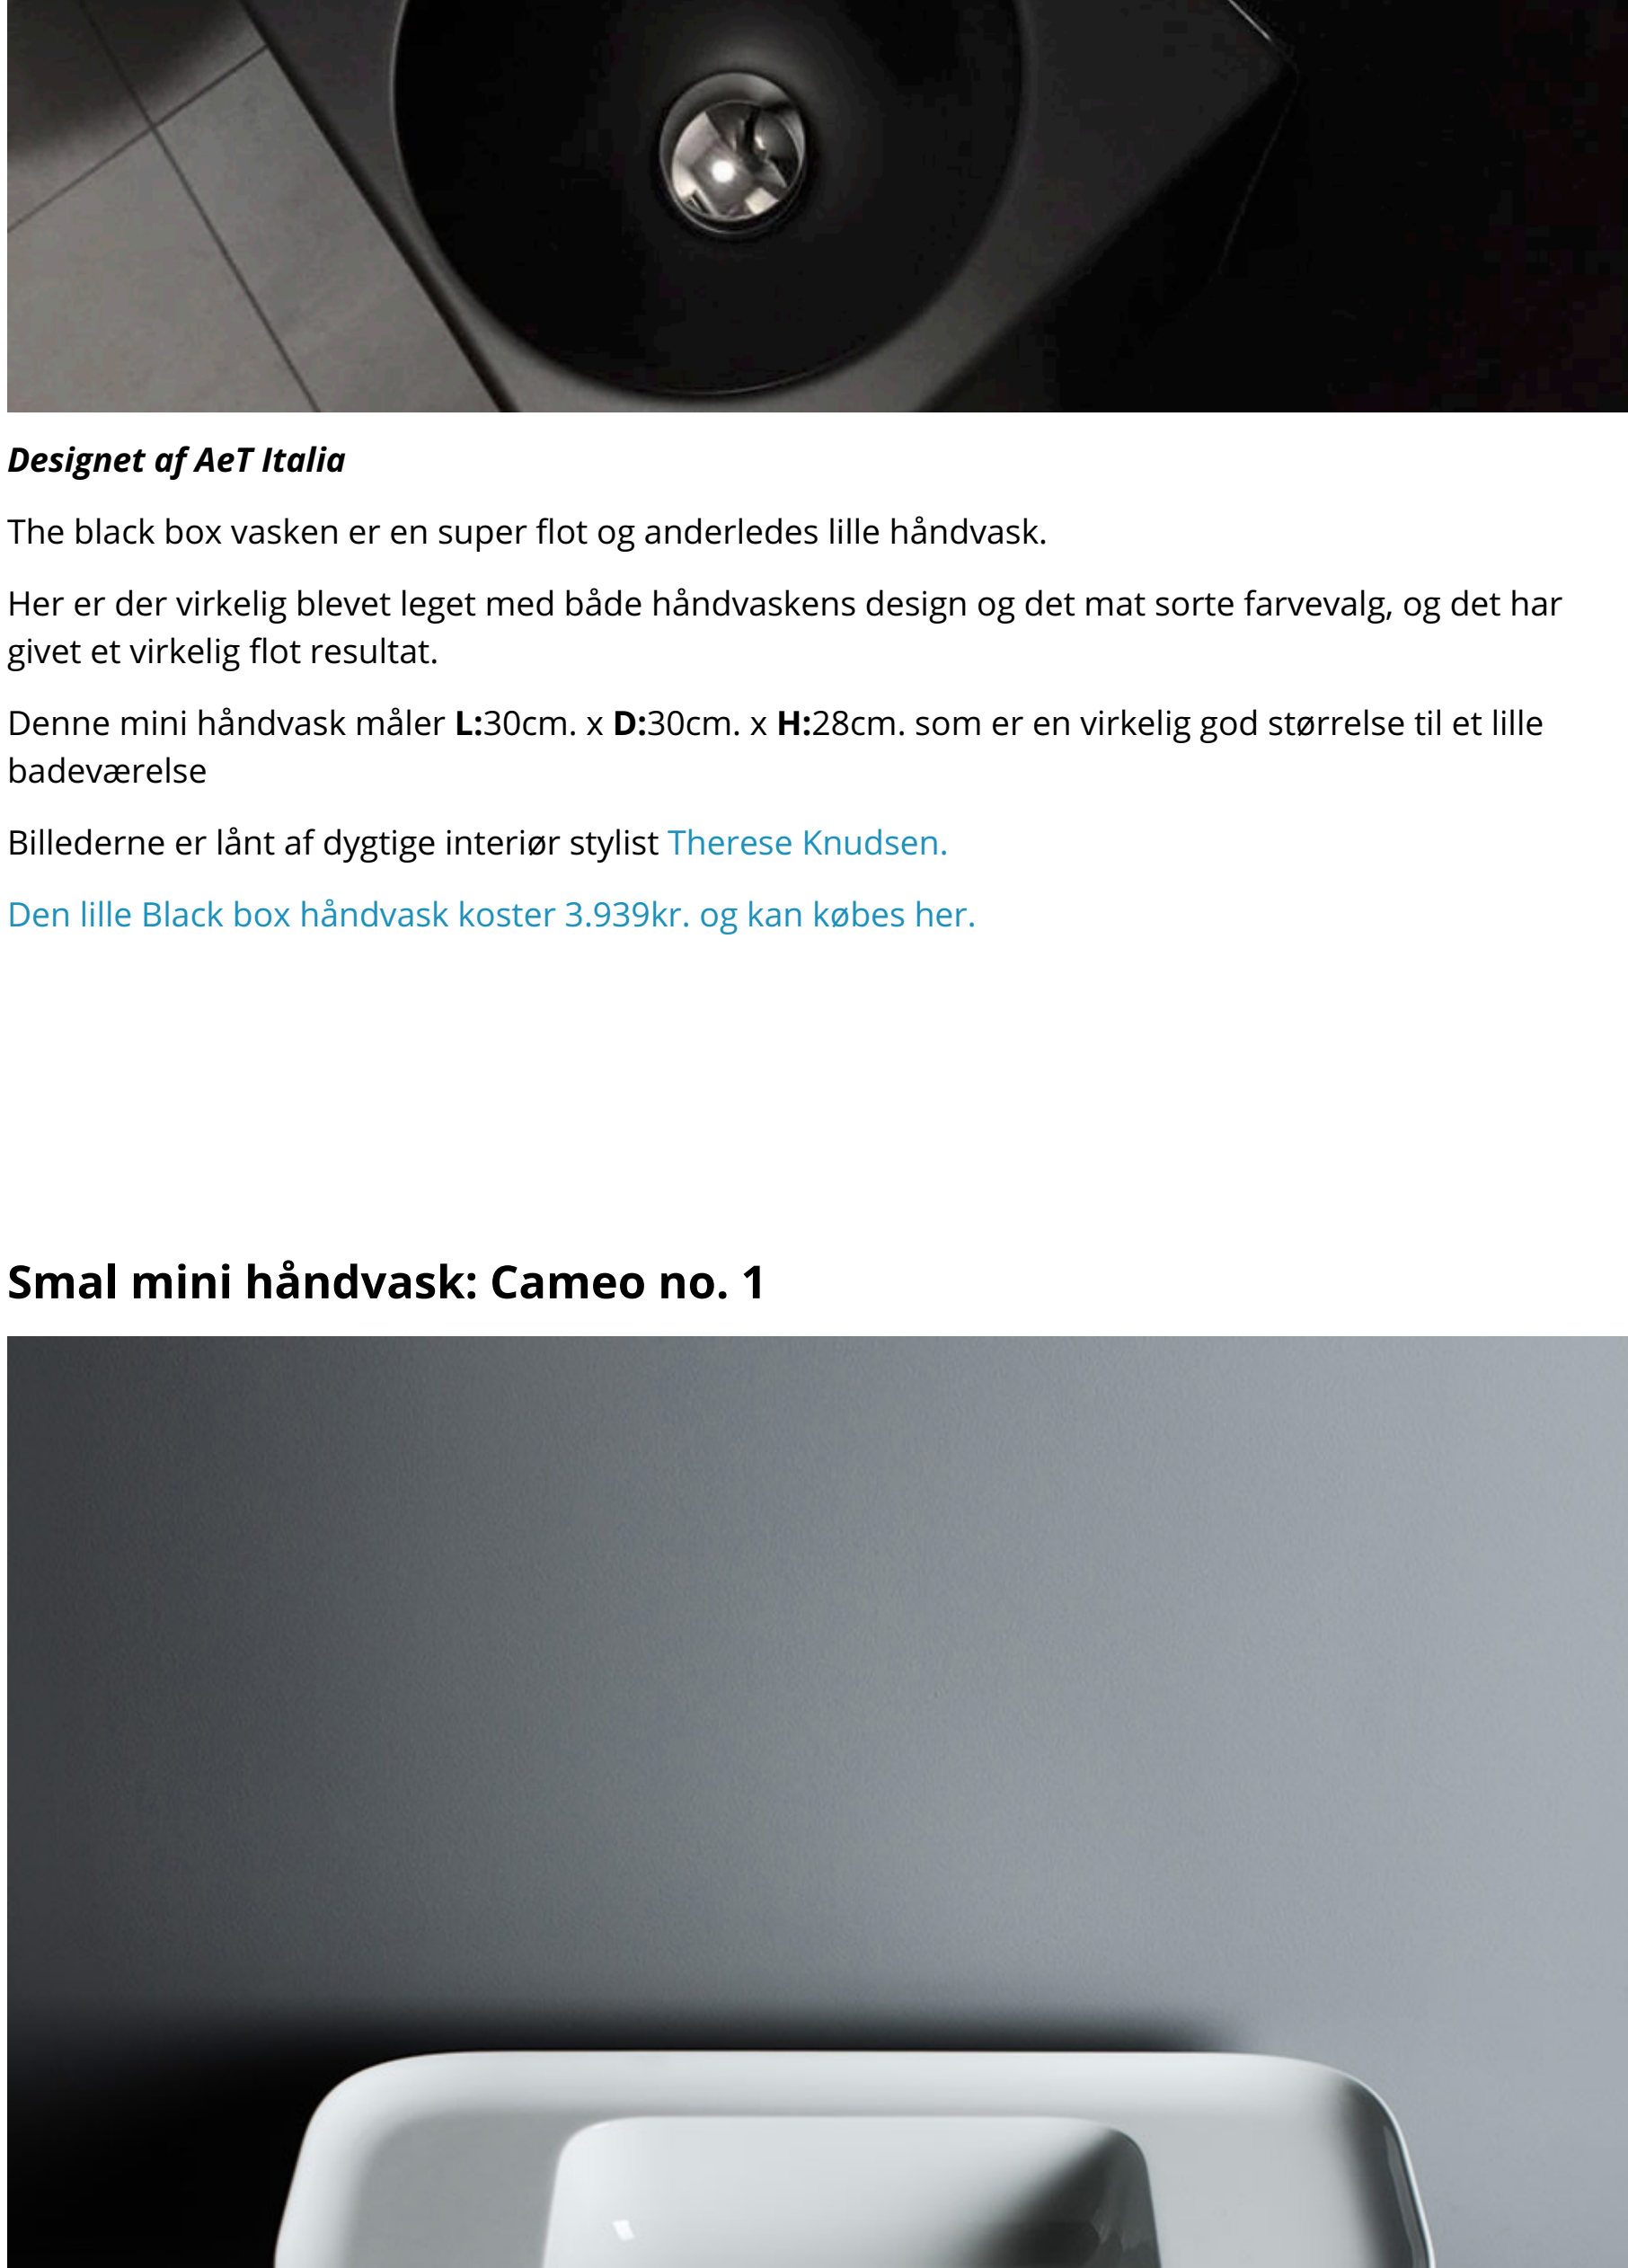 Designet af AeT Italia
The black box vasken er en super flot og anderledes lille håndvask.
Her er der virkelig blevet leget med både håndvaskens design og det mat sorte farvevalg, og det har
givet et virkelig flot resultat.
Denne mini håndvask måler L:30cm. x D:30cm. x H:28cm. som er en virkelig god størrelse til et lille
badeværelse
Billederne er lånt af dygtige interiør stylist Therese Knudsen.
Den lille Black box håndvask koster 3.939kr. og kan købes her.
Smal mini håndvask: Cameo no. 1